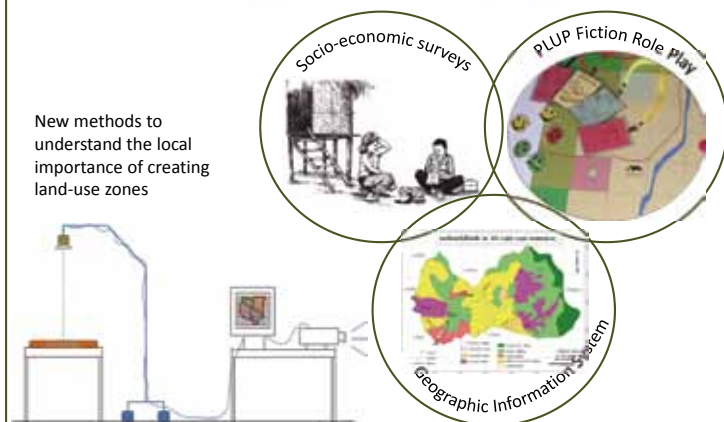 Socio-economic surveys
PLUP Fiction Role Play
New methods to
understand the local
importance of creating
land-use zones
Geographic Information System